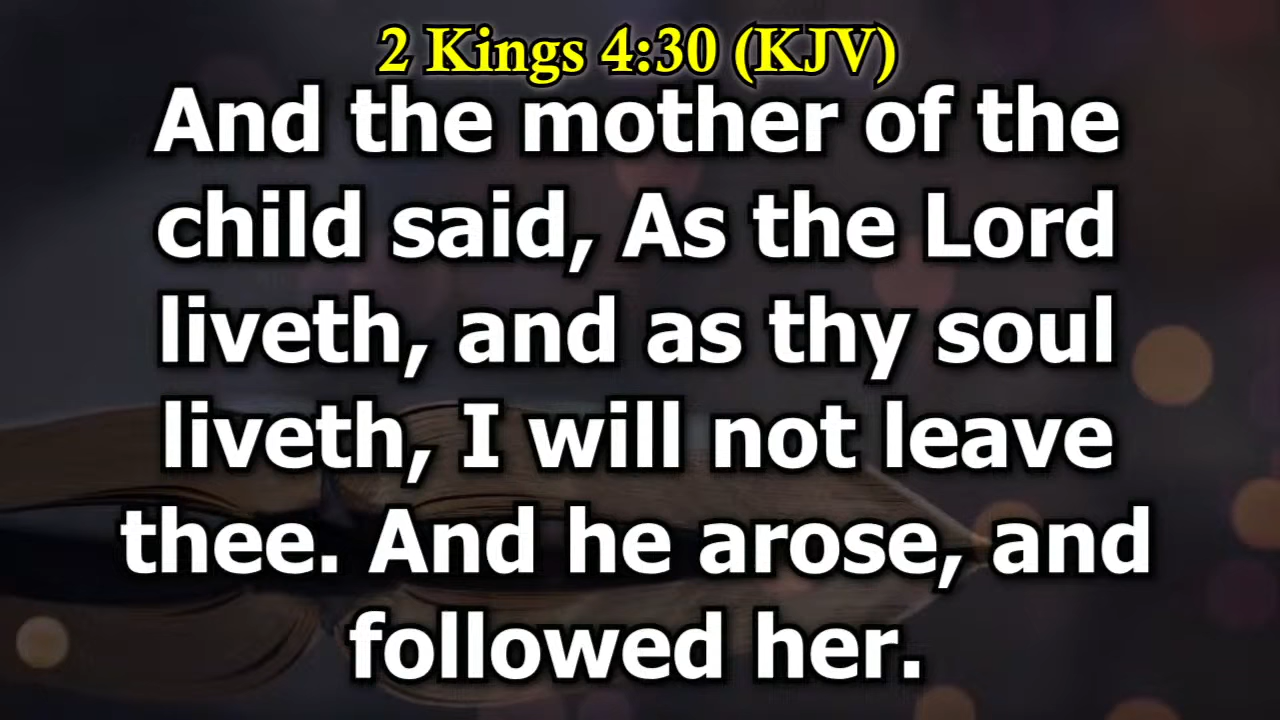 2 Kings 4:30 (KJV)
And the mother of the
child said, As the Lord
liveth, and as thy soul
liveth, I will not leave
thee. And he arose, and
followed her.